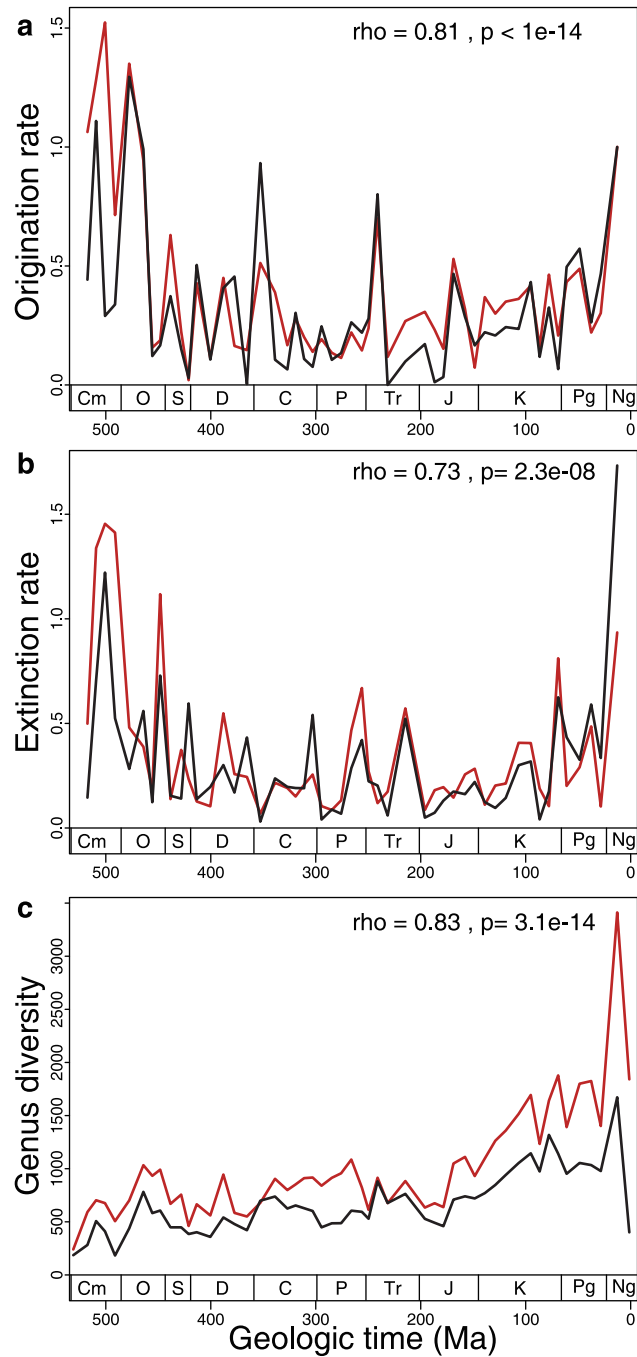 a
rho = 0.81 , p < 1e-14
Origination rate
1.5
1.0
0.5
0.0
Cm O S D C P Tr J K Pg Ng
500 400 300 200 100 0
b
rho = 0.73 , p= 2.3e-08
Extinction rate
1.5
1.0
0.5
0.0
Cm O S D C P Tr J K Pg Ng
500 400 300 200 100 0
c
rho = 0.83 , p= 3.1e-14
Genus diversity
3000
2500
2000
1500
1000
500
0
Cm O S D C P Tr J K Pg Ng
500 400 300 200 100 0
Geologic time (Ma)